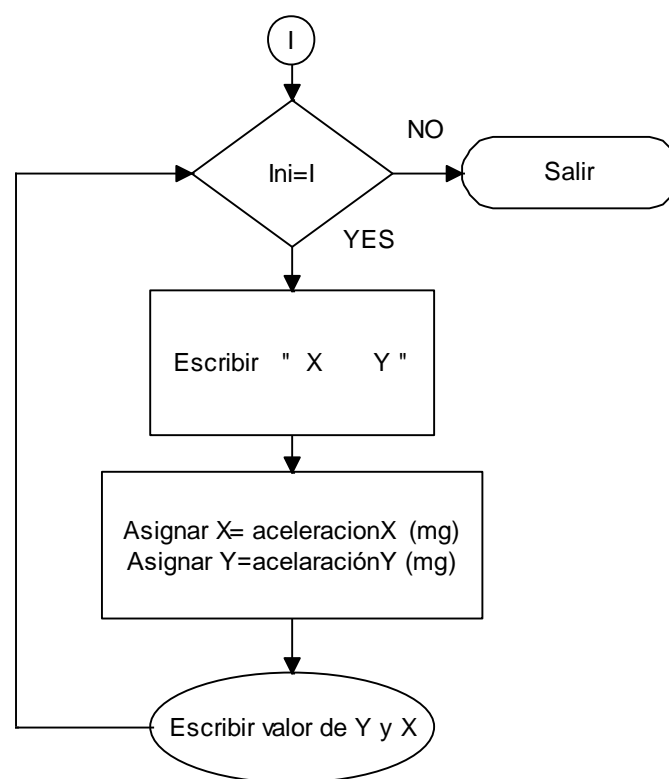 I
Ini=I
NO
Salir
YES
Escribir " X Y "
Asignar X= aceleracionX (mg)
Asignar Y=acelaraciónY (mg)
Escribir valor de Y y X